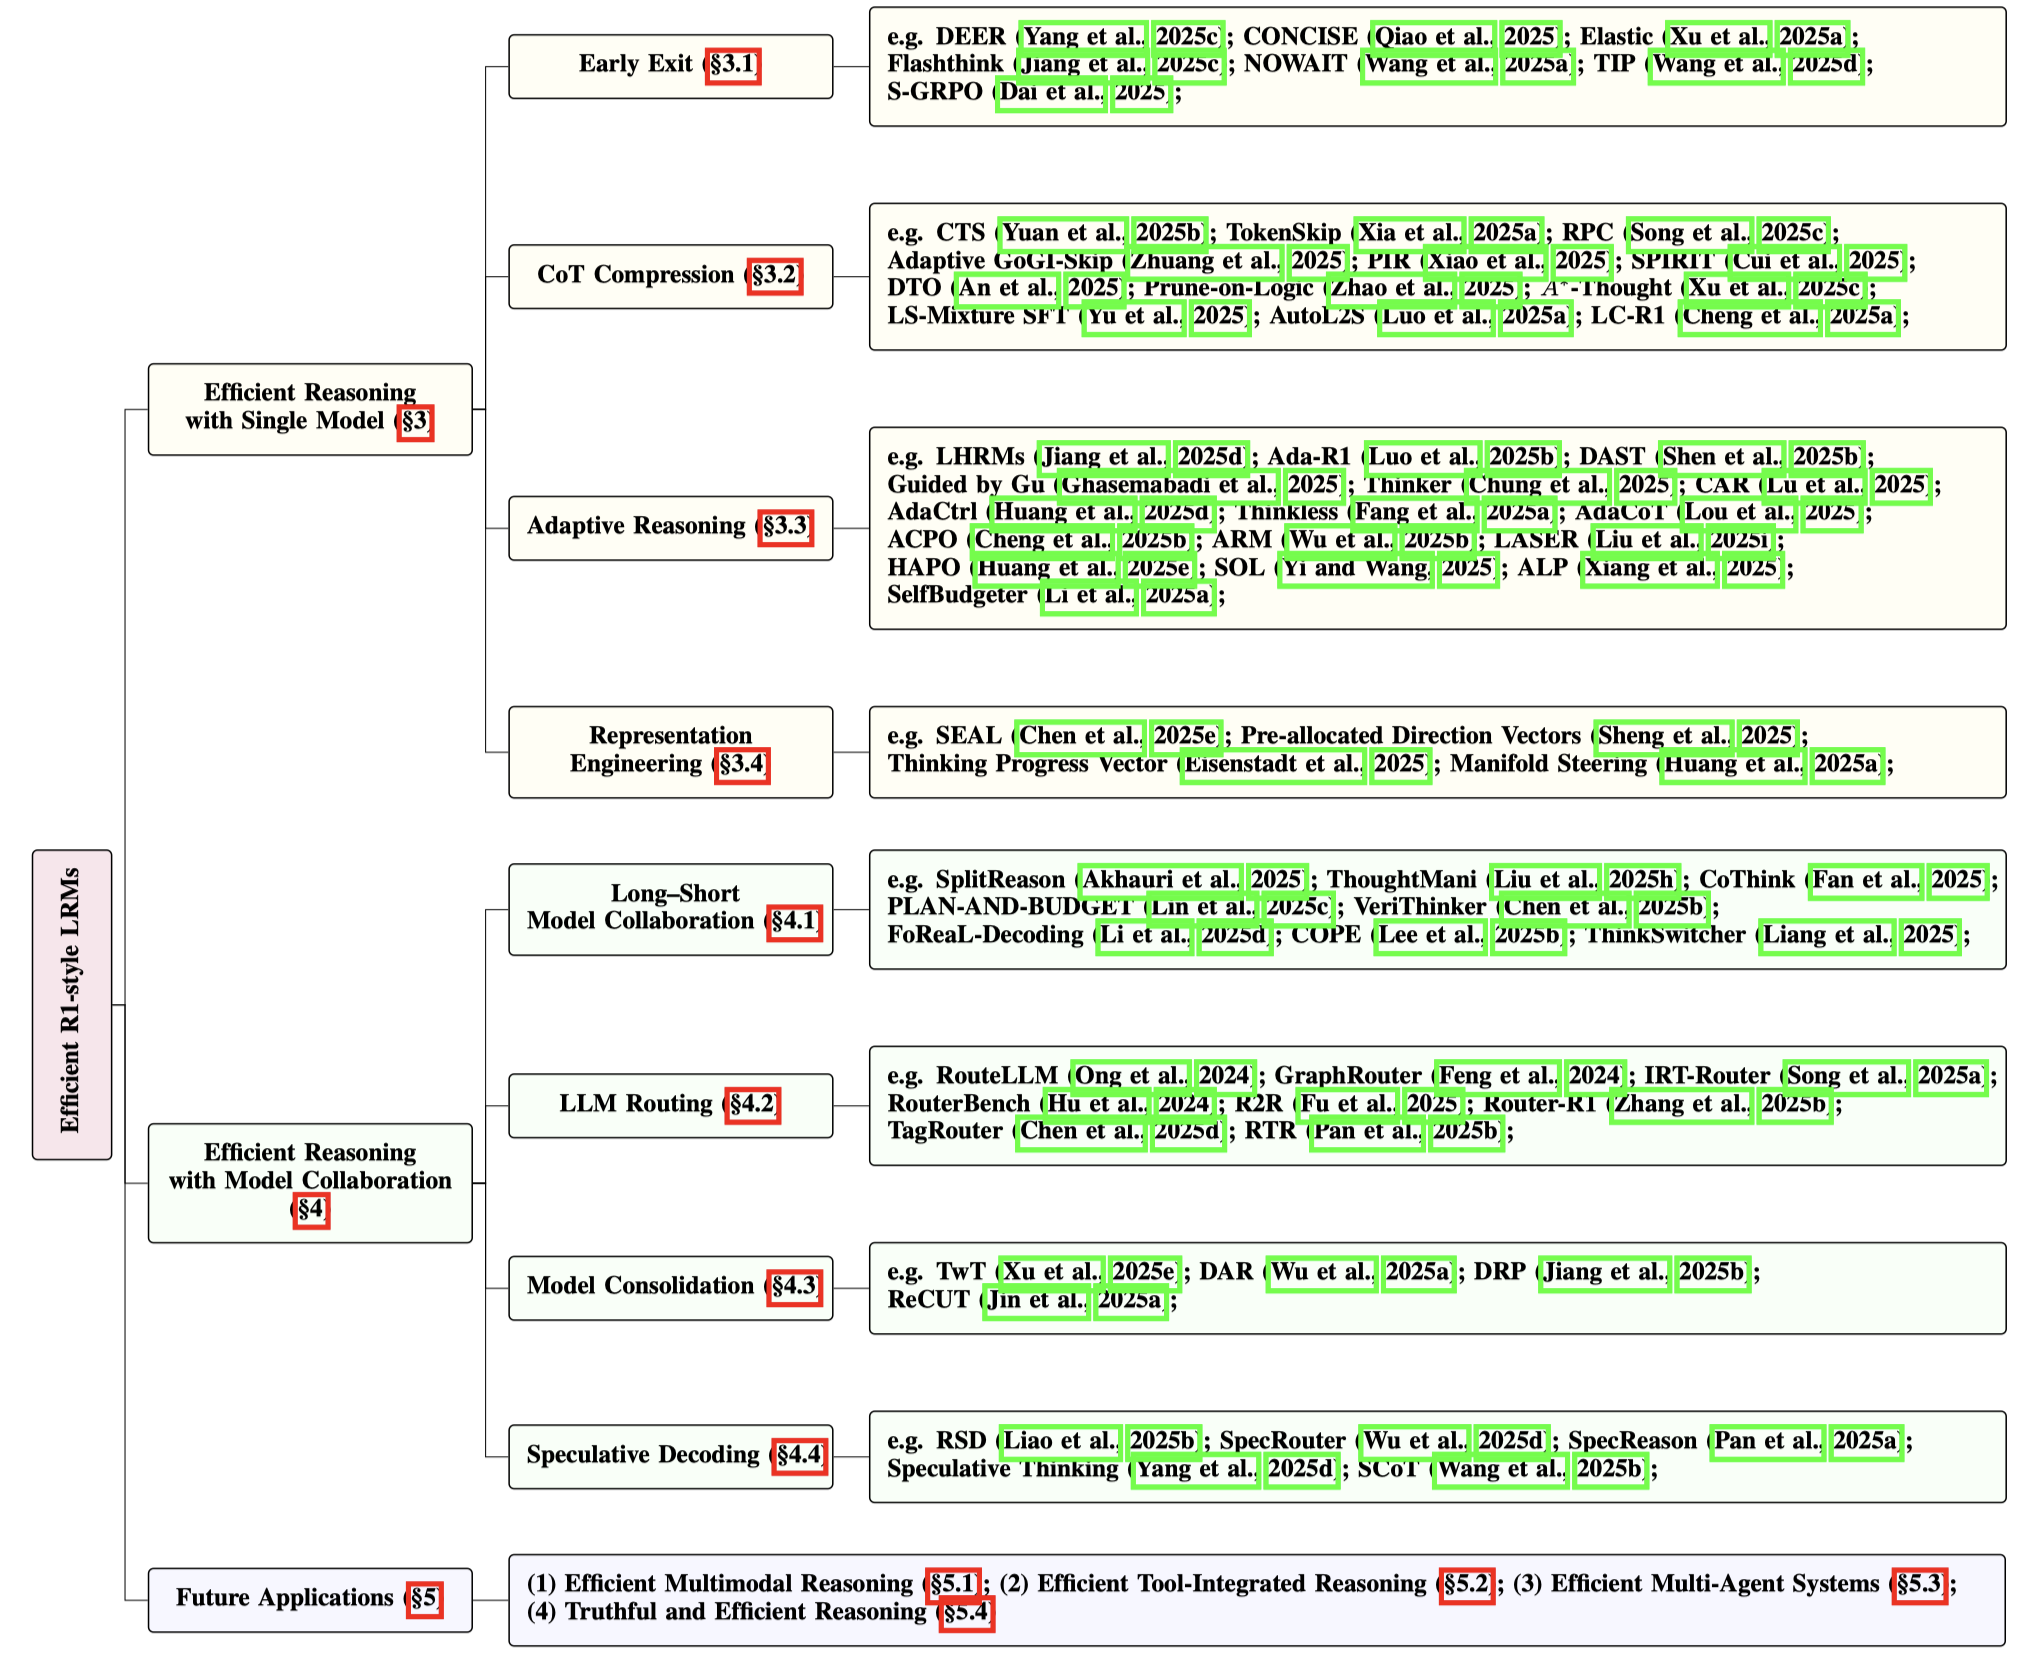 Efficient R1-style LRMs
Efficient Reasoning
with Single Model (§3)
Early Exit (§3.1)
e.g. DEER (Yang et al., 2025c); CONCISE (Qiao et al., 2025); Elastic (Xu et al., 2025a);
Flashthink (Jiang et al., 2025c); NOWAIT (Wang et al., 2025a); TIP (Wang et al., 2025d);
S-GRPO (Dai et al., 2025);
CoT Compression (§3.2)
e.g. CTS (Yuan et al., 2025b); TokenSkip (Xia et al., 2025a); RPC (Song et al., 2025c);
Adaptive GoGI-Skip (Zhuang et al., 2025); PIR (Xiao et al., 2025); SPIRIT (Cui et al., 2025);
DTO (An et al., 2025); Prune-on-Logic (Zhao et al., 2025); A*-Thought (Xu et al., 2025c);
LS-Mixture SFT (Yu et al., 2025); AutoL2S (Luo et al., 2025a); LC-R1 (Cheng et al., 2025a);
Adaptive Reasoning (§3.3)
e.g. LHRMs (Jiang et al., 2025d); Ada-R1 (Luo et al., 2025b); DAST (Shen et al., 2025b);
Guided by Gu (Ghasemabadi et al., 2025); Thinker (Chung et al., 2025); CAR (Lu et al., 2025);
AdaCtrl (Huang et al., 2025d); Thinkless (Fang et al., 2025a); AdaCoT (Lou et al., 2025);
ACPO (Cheng et al., 2025b); ARM (Wu et al., 2025b); LASER (Liu et al., 2025i);
HAPO (Huang et al., 2025e); SOL (Yi and Wang, 2025); ALP (Xiang et al., 2025);
SelfBudgeter (Li et al., 2025a);
Representation
Engineering (§3.4)
e.g. SEAL (Chen et al., 2025e); Pre-allocated Direction Vectors (Sheng et al., 2025);
Thinking Progress Vector (Eisenstadt et al., 2025); Manifold Steering (Huang et al., 2025a);
Efficient Reasoning
with Model Collaboration
(§4)
Long–Short
Model Collaboration (§4.1)
e.g. SplitReason (Akhauri et al., 2025); ThoughtMani (Liu et al., 2025h); CoThink (Fan et al., 2025);
PLAN-AND-BUDGET (Lin et al., 2025c); VeriThinker (Chen et al., 2025b);
FoReaL-Decoding (Li et al., 2025d); COPE (Lee et al., 2025b); ThinkSwitcher (Liang et al., 2025);
LLM Routing (§4.2)
e.g. RouteLLM (Ong et al., 2024); GraphRouter (Feng et al., 2024); IRT-Router (Song et al., 2025a);
RouterBench (Hu et al., 2024); R2R (Fu et al., 2025); Router-R1 (Zhang et al., 2025b);
TagRouter (Chen et al., 2025d); RTR (Pan et al., 2025b);
Model Consolidation (§4.3)
e.g. TwT (Xu et al., 2025e); DAR (Wu et al., 2025a); DRP (Jiang et al., 2025b);
ReCUT (Jin et al., 2025a);
Speculative Decoding (§4.4)
e.g. RSD (Liao et al., 2025b); SpecRouter (Wu et al., 2025d); SpecReason (Pan et al., 2025a);
Speculative Thinking (Yang et al., 2025d); SCoT (Wang et al., 2025b);
Future Applications (§5)
(1) Efficient Multimodal Reasoning (§5.1); (2) Efficient Tool-Integrated Reasoning (§5.2); (3) Efficient Multi-Agent Systems (§5.3);
(4) Truthful and Efficient Reasoning (§5.4)